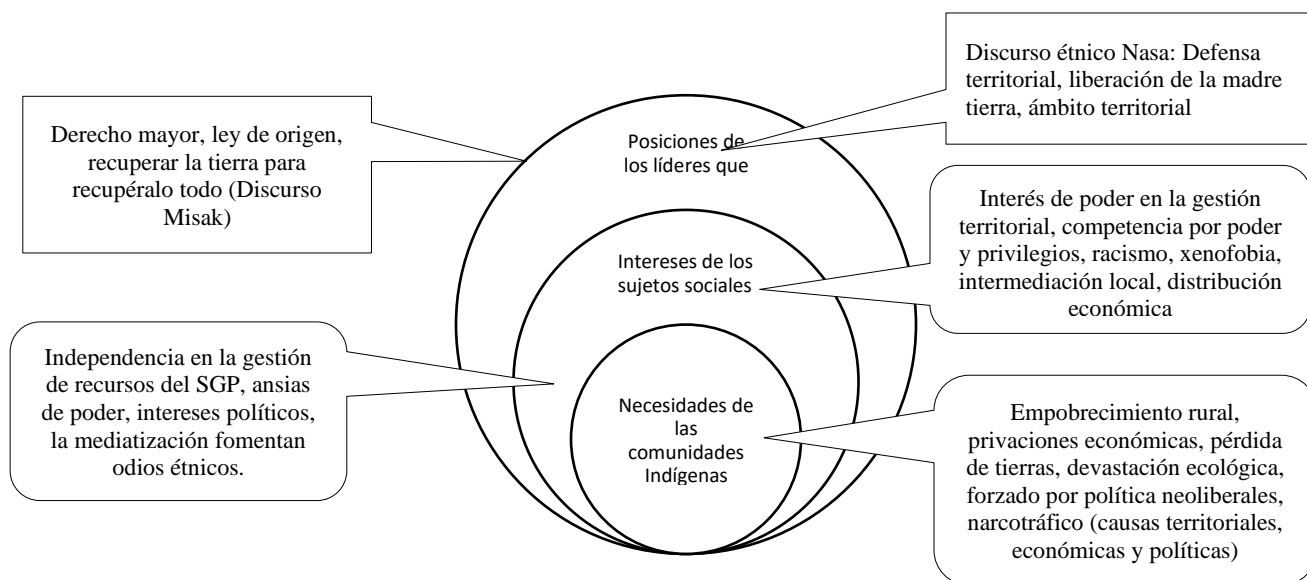 Derecho mayor, ley de origen,
recuperar la tierra para
recupéralo todo (Discurso
Misak)
Discurso étnico Nasa: Defensa
territorial, liberación de la madre
tierra, ámbito territorial
Posiciones de
los líderes que
Interés de poder en la gestión
territorial, competencia por poder
y privilegios, racismo, xenofobia,
intermediación local, distribución
económica
Intereses de los
sujetos sociales
Independencia en la gestión
de recursos del SGP, ansias
de poder, intereses políticos,
la mediatización fomentan
odios étnicos.
Necesidades de
las
comunidades
Indígenas
Empobrecimiento rural,
privaciones económicas, pérdida
de tierras, devastación ecológica,
forzado por política neoliberales,
narcotráfico (causas territoriales,
económicas y políticas)